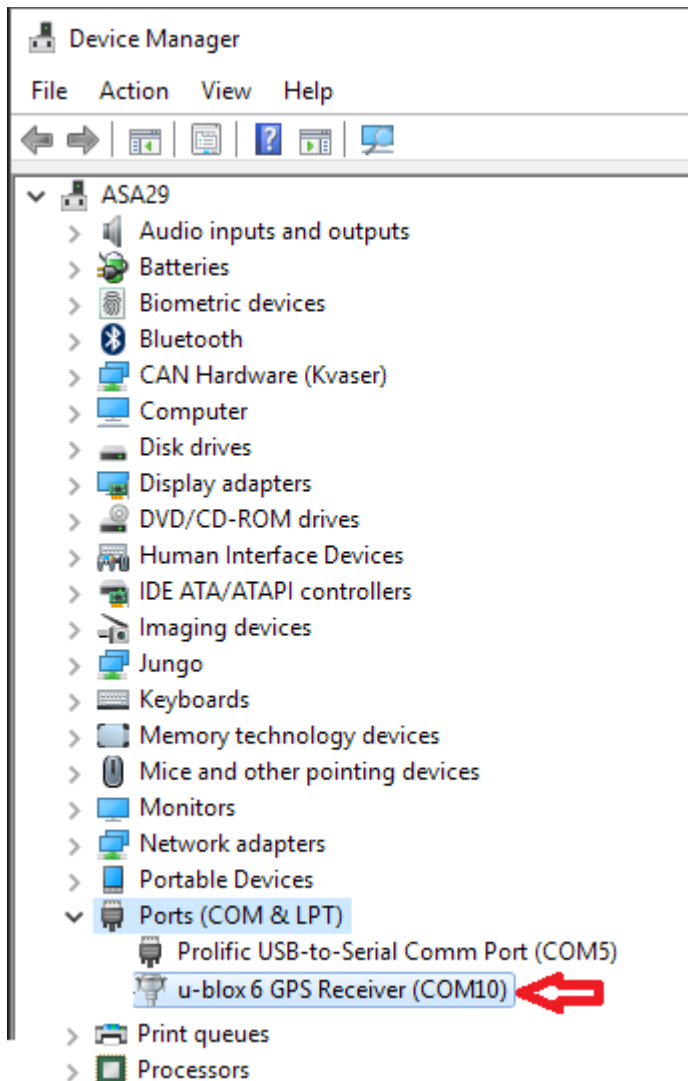 Device Manager
File Action View Help
ASA29
Audio inputs and outputs
Batteries
Biometric devices
Bluetooth
CAN Hardware (Kvaser)
Computer
Disk drives
Display adapters
DVD/CD-ROM drives
Human Interface Devices
IDE ATA/ATAPI controllers
Imaging devices
Jungo
Keyboards
Memory technology devices
Mice and other pointing devices
Monitors
Network adapters
Portable Devices
Ports (COM & LPT)
Prolific USB-to-Serial Comm Port (COM5)
u-blox 6 GPS Receiver (COM10)
Print queues
Processors